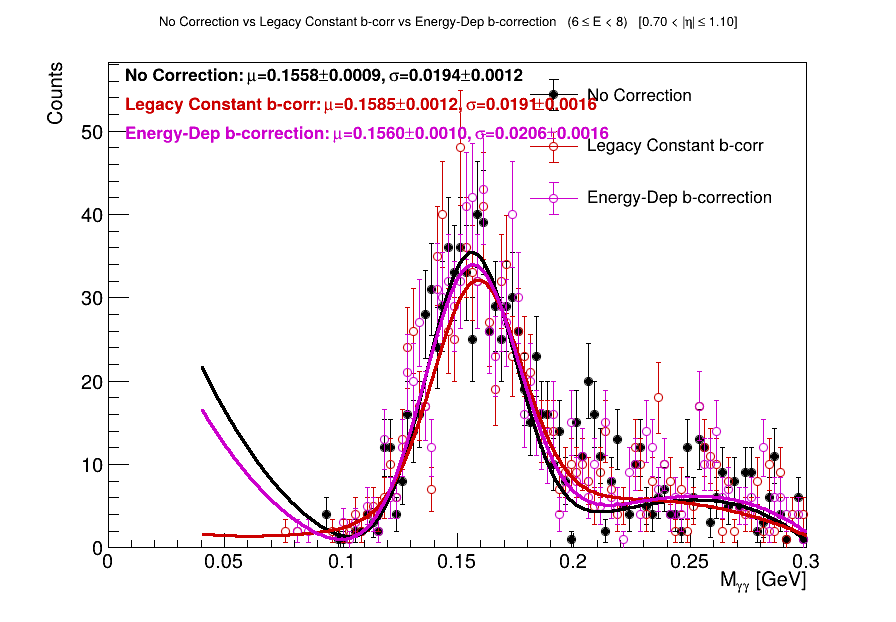 No Correction vs Legacy Constant b-corr vs Energy-Dep b-correction (6 ≤ E < 8) [0.70 < |η| ≤ 1.10]
Counts
No Correction: μ=0.1558±0.0009, σ=0.0194±0.0012
Legacy Constant b-corr: μ=0.1585±0.0012, σ=0.0191±0.0016
Energy-Dep b-correction: μ=0.1560±0.0010, σ=0.0206±0.0016
No Correction
Legacy Constant b-corr
Energy-Dep b-correction
50
40
30
20
10
0
0 0.05 0.1 0.15 0.2 0.25 0.3
Mγγ [GeV]